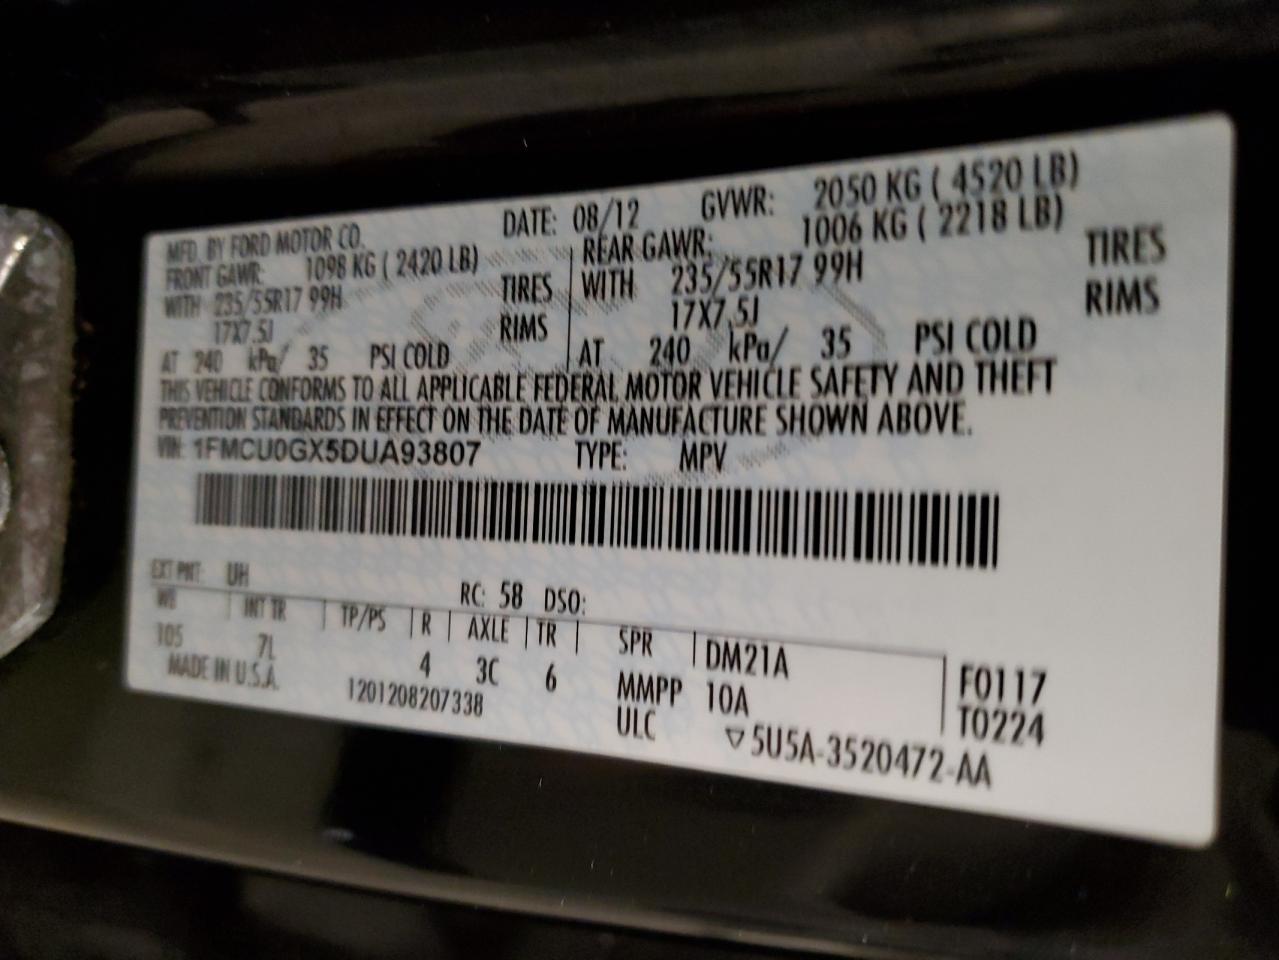 MFD. BY FORD MOTOR CO. DATE: 08/12 GVWR: 2050 KG ( 4520 LB)
FRONT GAWR: 1098 KG ( 2420 LB) REAR GAWR: 1006 KG ( 2218 LB)
WITH 235/55R17 99H TIRES WITH 235/55R17 99H TIRES
17X7.5J RIMS 17X7.5J RIMS
AT 240 kPa/ 35 PSI COLD AT 240 kPa/ 35 PSI COLD
THIS VEHICLE CONFORMS TO ALL APPLICABLE FEDERAL MOTOR VEHICLE SAFETY AND THEFT
PREVENTION STANDARDS IN EFFECT ON THE DATE OF MANUFACTURE SHOWN ABOVE.
VIN: 1FMCU0GX5DUA93807 TYPE: MPV
EXT PNT: UH RC: 58 DSO:
WB INT TR TP/PS R AXLE TR SPR DM21A F0117
105 7L 4 3C 6 MMPP 10A T0224
MADE IN U.S.A. 1201208207338 ULC ▽5U5A-3520472-AA